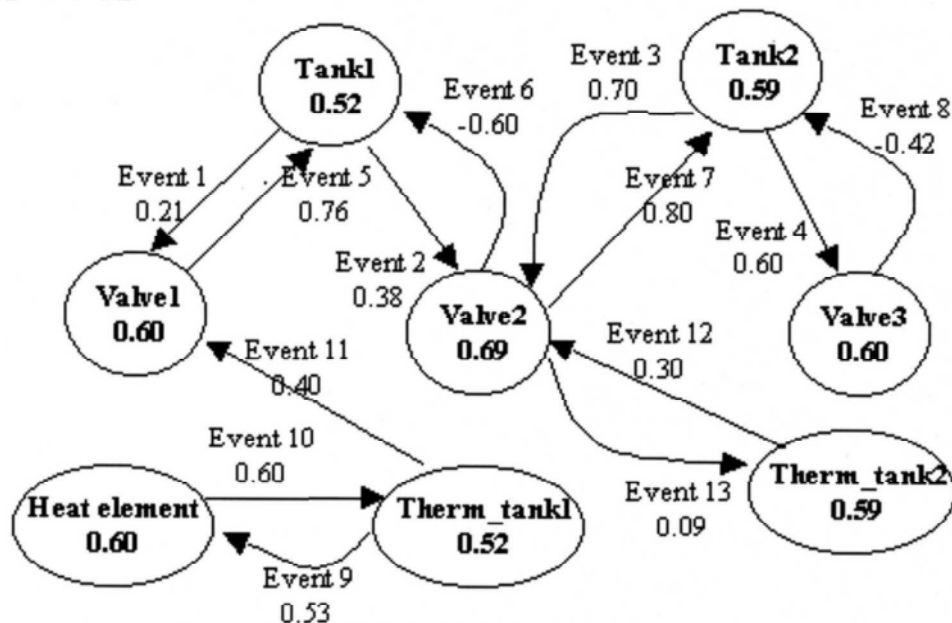 Tank1
0.52
Event 6
-0.60
Event 3
0.70
Tank2
0.59
Event 8
-0.42
Event 1
0.21
Event 5
0.76
Event 7
0.80
Event 2
0.38
Event 4
0.60
Valve1
0.60
Valve2
0.69
Valve3
0.60
Event 11
0.40
Event 12
0.30
Event 10
0.60
Heat element
0.60
Therm_tank1
0.52
Event 13
0.09
Therm_tank2
0.59
Event 9
0.53